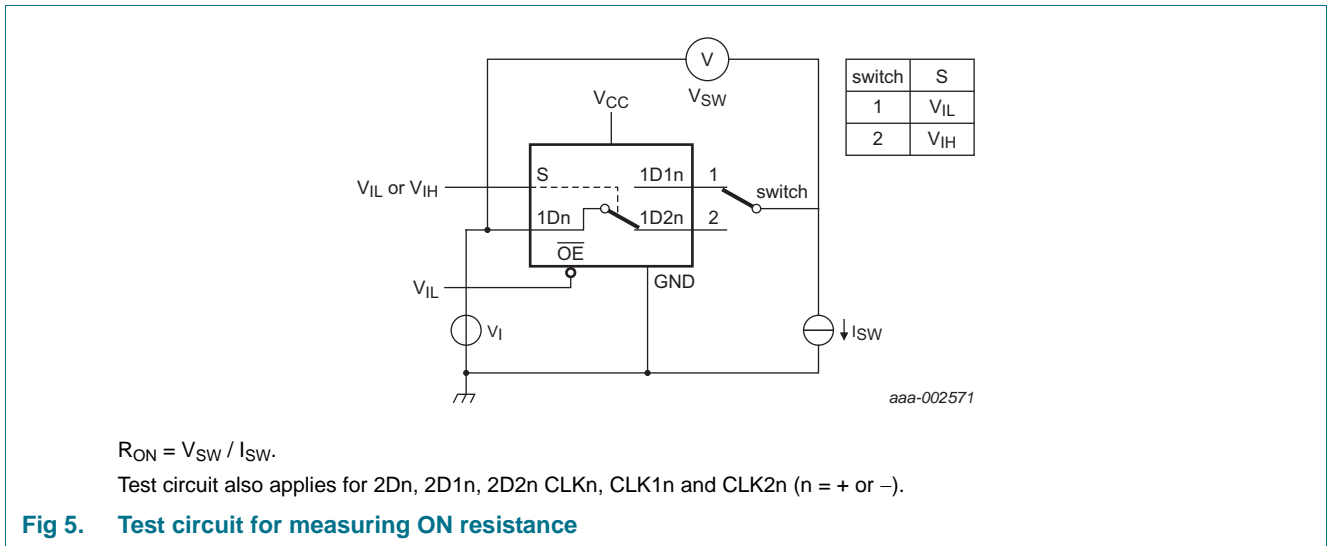 V
VSW
switch S
1 VIL
2 VIH
VCC
S 1D1n 1
VIL or VIH
switch
1Dn 1D2n 2
OE
GND
VIL
VI
ISW
aaa-002571
RON = VSW / ISW.
Test circuit also applies for 2Dn, 2D1n, 2D2n CLKn, CLK1n and CLK2n (n = + or −).
Fig 5. Test circuit for measuring ON resistance